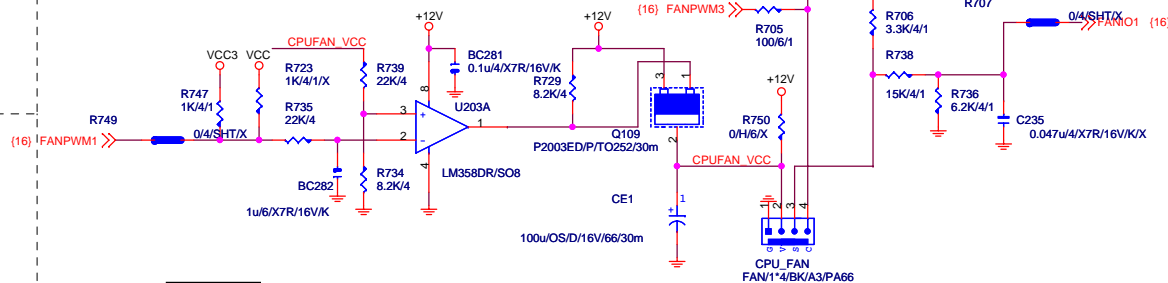 {16} FANPWM3
R705
100/6/1
R706
3.3K/4/1
R707
0/4/SHT/X
FANIO1 {16}
+12V
+12V
CPUFAN_VCC
VCC3
VCC
R723
1K/4/1/X
R739
22K/4
BC281
0.1u/4/X7R/16V/K
R729
8.2K/4
3
1
+12V
R738
15K/4/1
R736
6.2K/4/1
C235
0.047u/4/X7R/16V/K/X
R747
1K/4/1
R735
22K/4
8
U203A
3
+
1
2
-
4
R749
{16} FANPWM1
0/4/SHT/X
LM358DR/SO8
Q109
P2003ED/P/TO252/30m
2
R750
0/H/6/X
CPUFAN_VCC
R734
8.2K/4
BC282
1u/6/X7R/16V/K
CE1
+
1
100u/OS/D/16V/66/30m
1
2
3
4
G
V
S
C
CPU_FAN
FAN/1*4/BK/A3/PA66